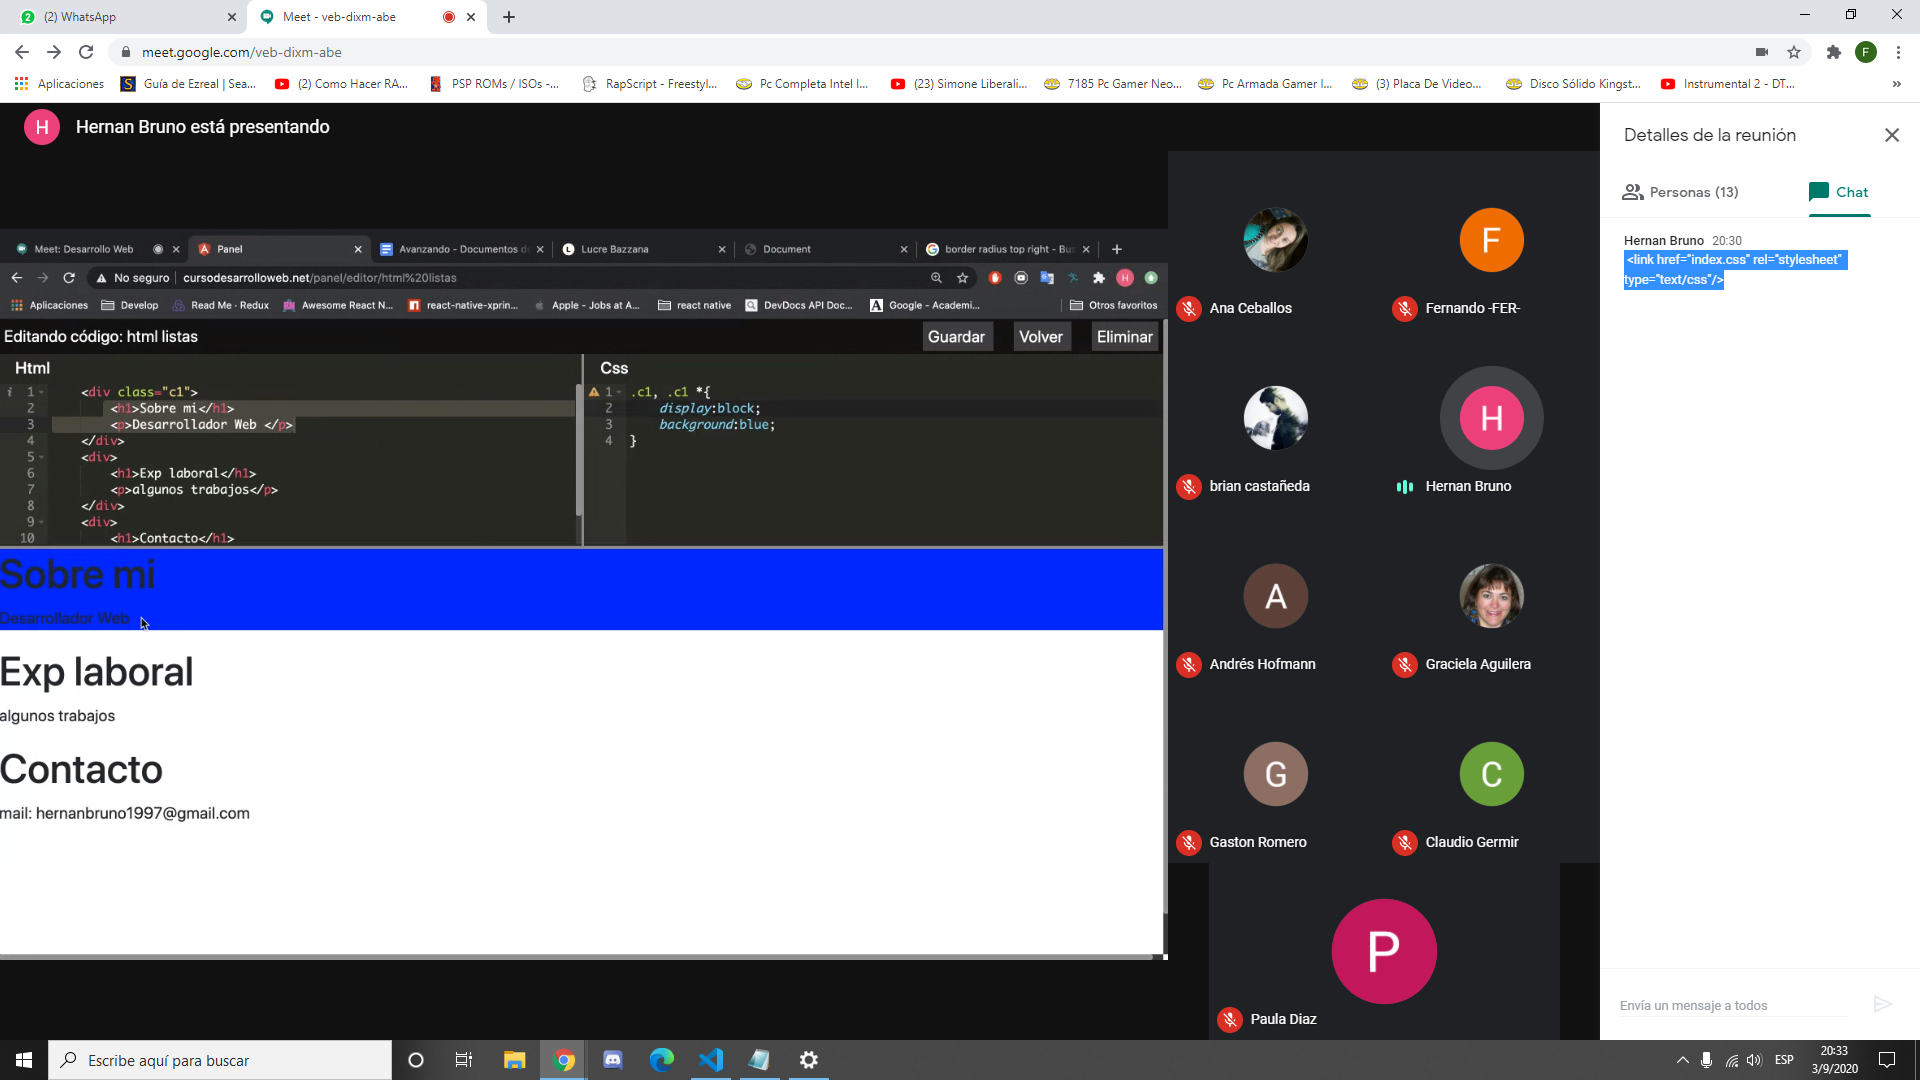 (2) WhatsApp
Meet - veb-dixm-abe
meet.google.com/veb-dixm-abe
F
Aplicaciones
Guía de Ezreal | Sea...
(2) Como Hacer RA...
PSP ROMs / ISOs -...
RapScript - Freestyl...
Pc Completa Intel I...
(23) Simone Liberali...
7185 Pc Gamer Neo...
Pc Armada Gamer I...
(3) Placa De Video...
Disco Sólido Kingst...
Instrumental 2 - DT...
»
H
Hernan Bruno está presentando
Meet: Desarrollo Web
Panel
Avanzando - Documentos d
Lucre Bazzana
Document
border radius top right - Bu
No seguro
cursodesarrolloweb.net/panel/editor/html%20listas
H
Aplicaciones
Develop
Read Me · Redux
Awesome React N...
react-native-xprin...
Apple - Jobs at A...
react native
DevDocs API Doc...
Google - Academi...
Otros favoritos
Editando código: html listas
Guardar
Volver
Eliminar
Html
1 <div class="c1">
2 <h1>Sobre mi</h1>
3 <p>Desarrollador Web </p>
4 </div>
5 <div>
6 <h1>Exp laboral</h1>
7 <p>algunos trabajos</p>
8 </div>
9 <div>
10 <h1>Contacto</h1>
Css
1 .c1, .c1 *{
2 display:block;
3 background:blue;
4 }
Sobre mi
Desarrollador Web
Exp laboral
algunos trabajos
Contacto
mail: hernanbruno1997@gmail.com
Ana Ceballos
F
Fernando -FER-
brian castañeda
H
Hernan Bruno
A
Andrés Hofmann
Graciela Aguilera
G
Gaston Romero
C
Claudio Germir
P
Paula Diaz
Detalles de la reunión
Personas (13)
Chat
Hernan Bruno 20:30
<link href="index.css" rel="stylesheet"
type="text/css"/>
Envía un mensaje a todos
Escribe aquí para buscar
ESP
20:33
3/9/2020